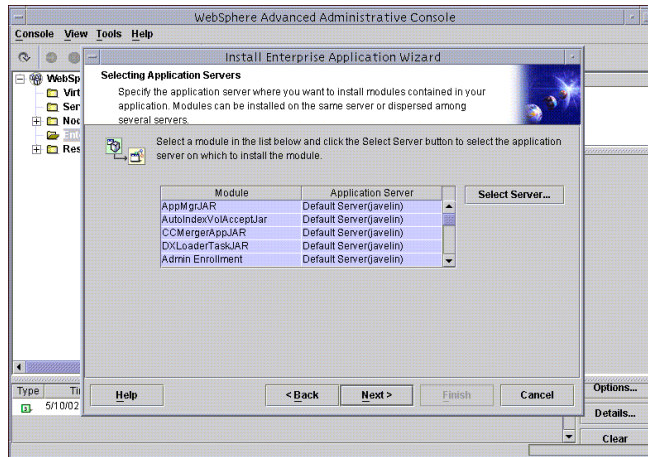 WebSphere Advanced Administrative Console
Console View Tools Help
Install Enterprise Application Wizard
WebSp
Virt
Ser
Nod
Ent
Res
Selecting Application Servers
Specify the application server where you want to install modules contained in your
application. Modules can be installed on the same server or dispersed among
several servers.
Select a module in the list below and click the Select Server button to select the application
server on which to install the module.
Module Application Server
AppMgrJAR Default Server(javelin)
AutoIndexVolAcceptJar Default Server(javelin)
CCMergerAppJAR Default Server(javelin)
DXLoaderTaskJAR Default Server(javelin)
Admin Enrollment Default Server(javelin)
Select Server...
Help < Back Next > Finish Cancel
Type Ti
5/10/02
Options...
Details...
Clear